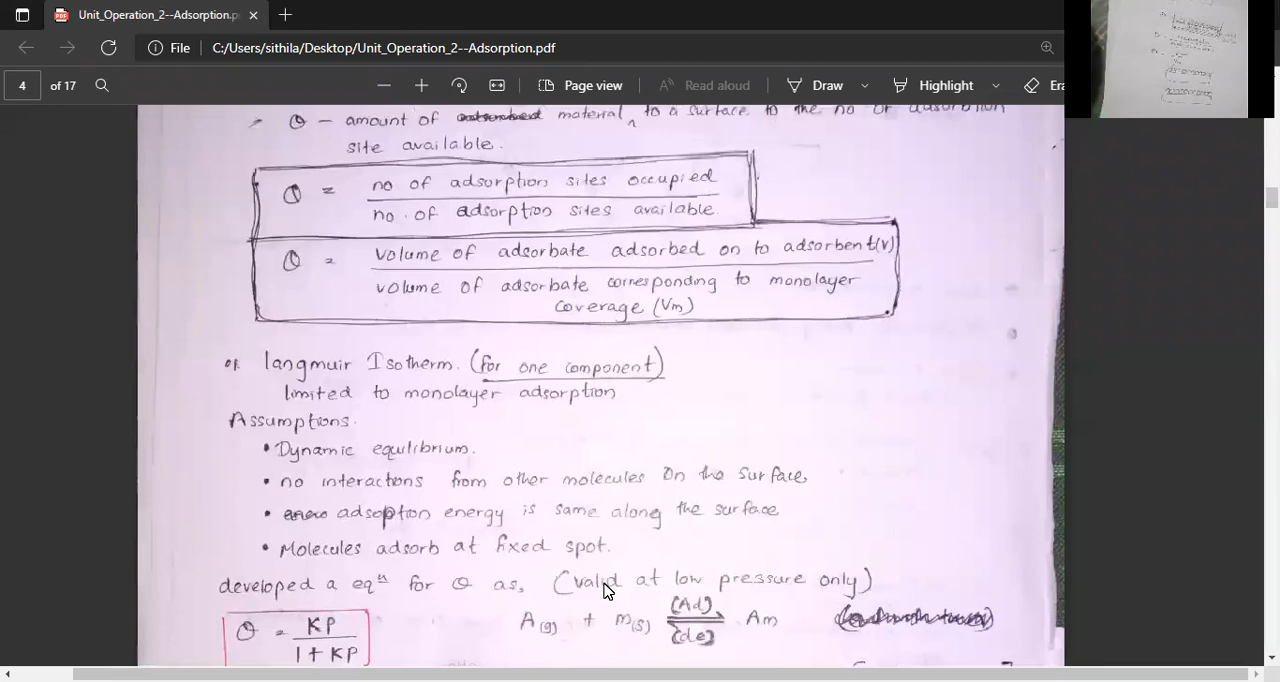 Unit_Operation_2--Adsorption.p
File
C:/Users/sithila/Desktop/Unit_Operation_2--Adsorption.pdf
4 of 17
Page view
Read aloud
Draw
Highlight
Era
θ – amount of material, to a surface to the no of adsorbtion
site available.
θ = no of adsorption sites occupied
no. of adsorption sites available.
θ = volume of adsorbate adsorbed on to adsorbent (v)
volume of adsorbate corresponding to monolayer
coverage (Vm)
langmuir Isotherm. (for one component)
limited to monolayer adsorption
Assumptions.
• Dynamic equilibrium.
• no interactions from other molecules on the surface,
• adsoption energy is same along the surface
• Molecules adsorb at fixed spot.
developed a eqⁿ for θ as, (valid at low pressure only)
A(g) + m(s) (Ad) Am
(de)
θ = KP
1 + KP